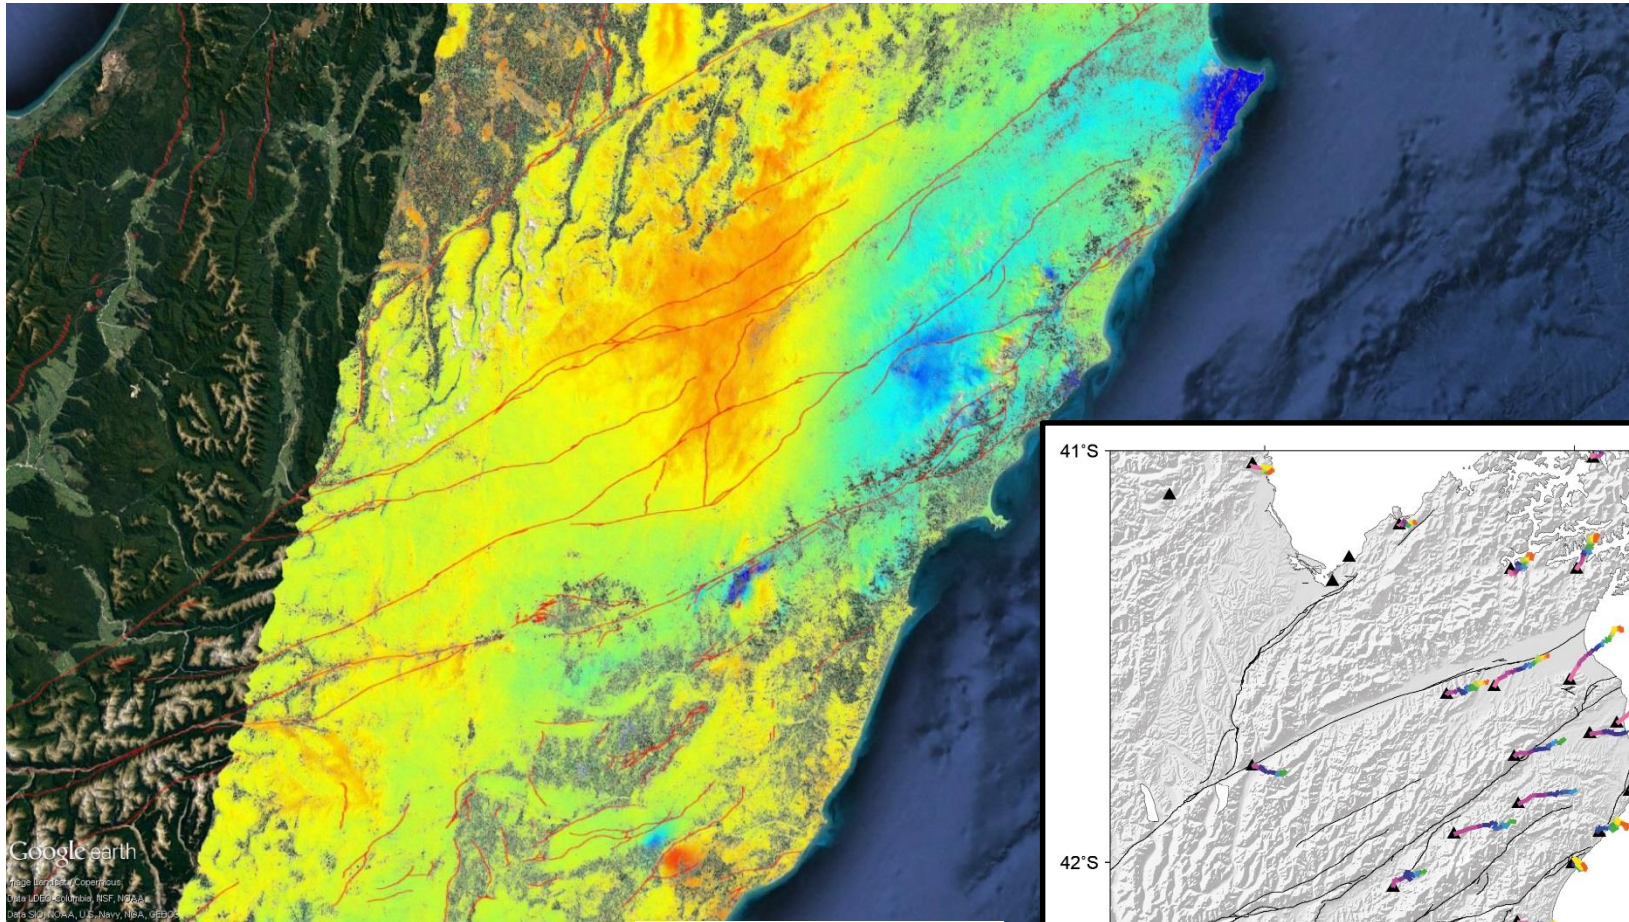 Google earth
Image Landsat / Copernicus
Data LDEO-Columbia, NSF, NOAA
Data SIO, NOAA, U.S. Navy, NGA, GEBCO
41°S
42°S